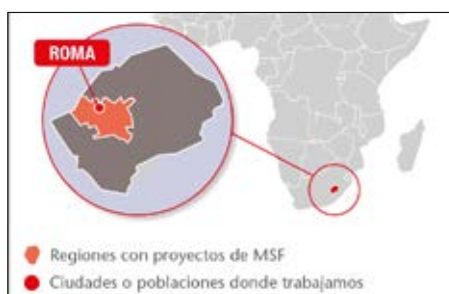 ROMA
Regiones con proyectos de MSF
Ciudades o poblaciones donde trabajamos